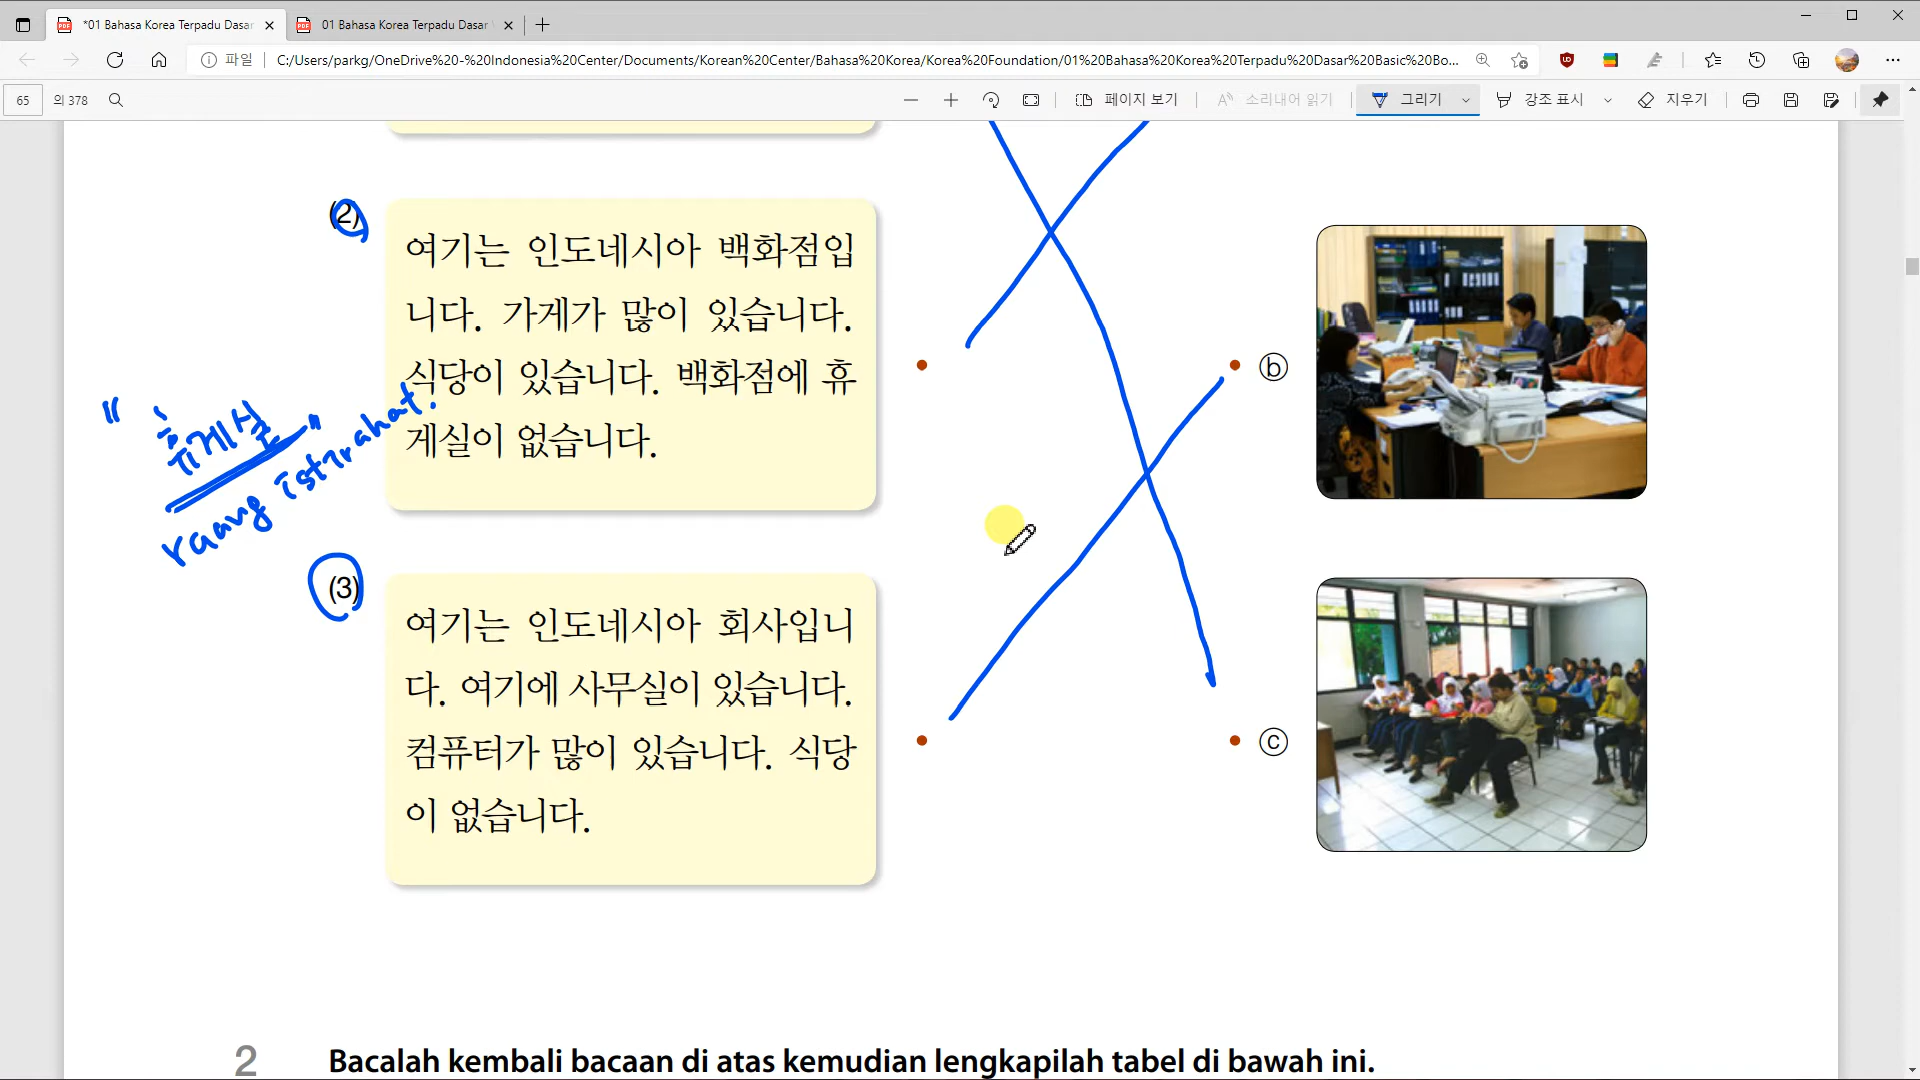 *01 Bahasa Korea Terpadu Dasar
01 Bahasa Korea Terpadu Dasar
파일
C:/Users/parkg/OneDrive%20-%20Indonesia%20Center/Documents/Korean%20Center/Bahasa%20Korea/Korea%20Foundation/01%20Bahasa%20Korea%20Terpadu%20Dasar%20Basic%20Bo...
65 의 378
페이지 보기
소리내어 읽기
그리기
강조 표시
지우기
(2)
여기는 인도네시아 백화점입
니다. 가게가 많이 있습니다.
식당이 있습니다. 백화점에 휴
게실이 없습니다.
"휴게실"
raang istirahat.
ⓑ
(3)
여기는 인도네시아 회사입니
다. 여기에 사무실이 있습니다.
컴퓨터가 많이 있습니다. 식당
이 없습니다.
ⓒ
2 Bacalah kembali bacaan di atas kemudian lengkapilah tabel di bawah ini.